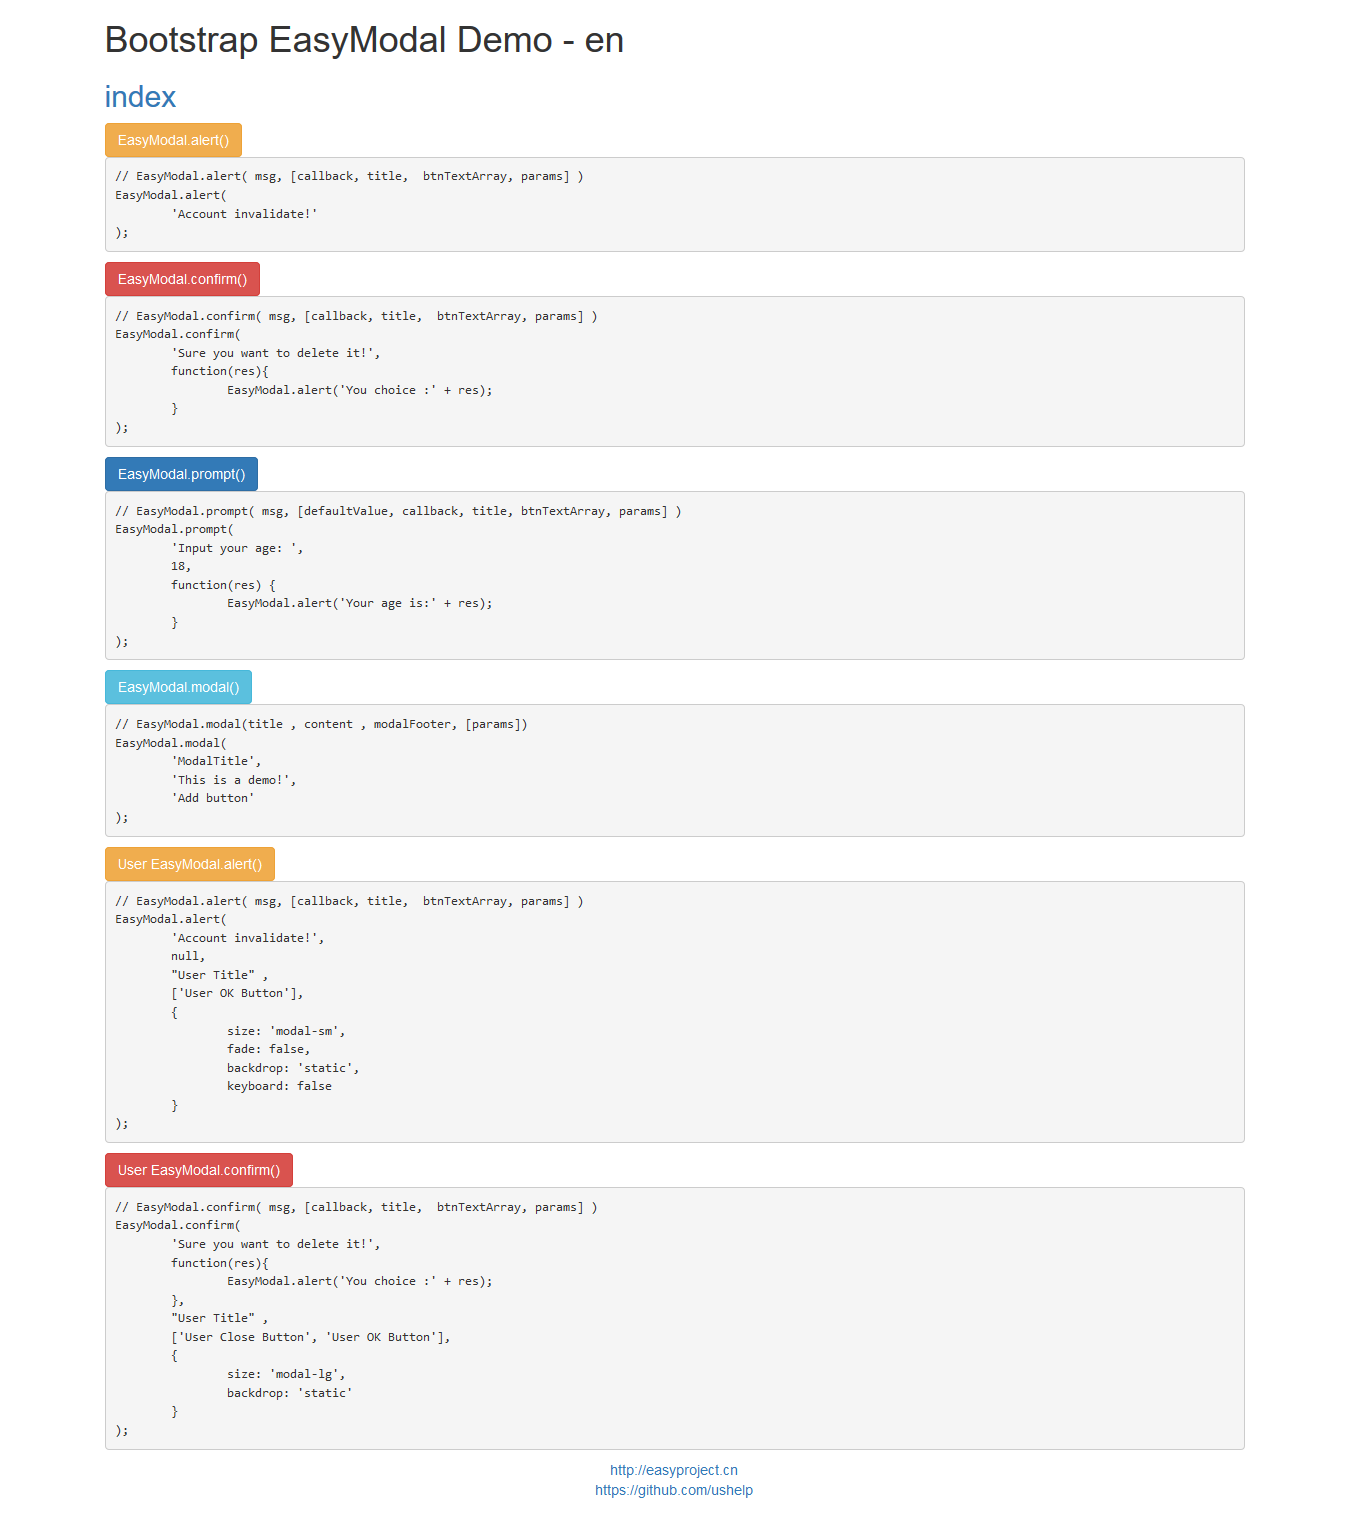 Bootstrap EasyModal Demo - en
index
EasyModal.alert()
// EasyModal.alert( msg, [callback, title,  btnTextArray, params] )
EasyModal.alert(
        'Account invalidate!'
);
EasyModal.confirm()
// EasyModal.confirm( msg, [callback, title,  btnTextArray, params] )
EasyModal.confirm(
        'Sure you want to delete it!',
        function(res){
                EasyModal.alert('You choice :' + res);
        }
);
EasyModal.prompt()
// EasyModal.prompt( msg, [defaultValue, callback, title, btnTextArray, params] )
EasyModal.prompt(
        'Input your age: ',
        18,
        function(res) {
                EasyModal.alert('Your age is:' + res);
        }
);
EasyModal.modal()
// EasyModal.modal(title , content , modalFooter, [params])
EasyModal.modal(
        'ModalTitle',
        'This is a demo!',
        'Add button'
);
User EasyModal.alert()
// EasyModal.alert( msg, [callback, title,  btnTextArray, params] )
EasyModal.alert(
        'Account invalidate!',
        null,
        "User Title" ,
        ['User OK Button'],
        {
                size: 'modal-sm',
                fade: false,
                backdrop: 'static',
                keyboard: false
        }
);
User EasyModal.confirm()
// EasyModal.confirm( msg, [callback, title,  btnTextArray, params] )
EasyModal.confirm(
        'Sure you want to delete it!',
        function(res){
                EasyModal.alert('You choice :' + res);
        },
        "User Title" ,
        ['User Close Button', 'User OK Button'],
        {
                size: 'modal-lg',
                backdrop: 'static'
        }
);
http://easyproject.cn
https://github.com/ushelp